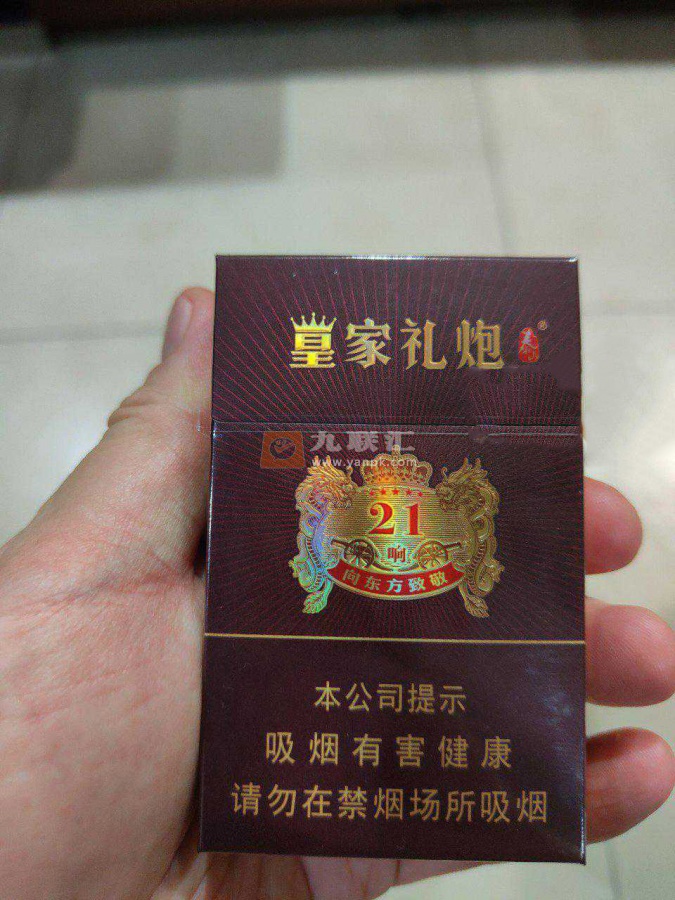 皇家礼炮 ®
九联汇
www.yanpk.com
21
响
向东方致敬
本公司提示
吸烟有害健康
请勿在禁烟场所吸烟